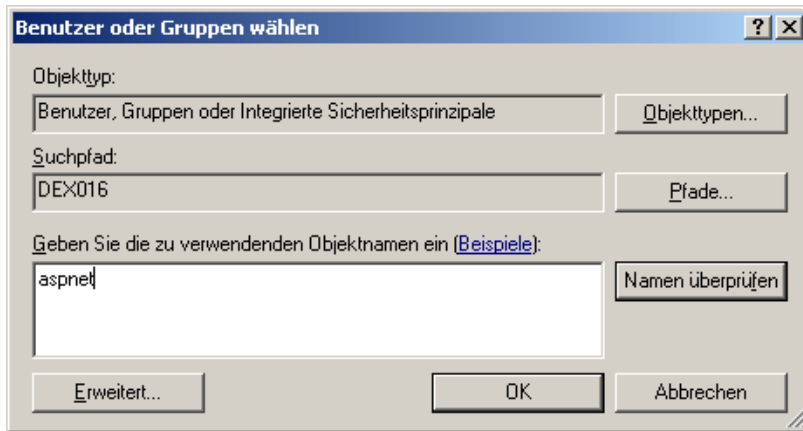 Benutzer oder Gruppen wählen
Objekttyp:
Benutzer, Gruppen oder Integrierte Sicherheitsprinzipale
Objekttypen...
Suchpfad:
DEX016
Pfade...
Geben Sie die zu verwendenden Objektnamen ein (Beispiele):
aspnet
Namen überprüfen
Erweitert...
OK
Abbrechen